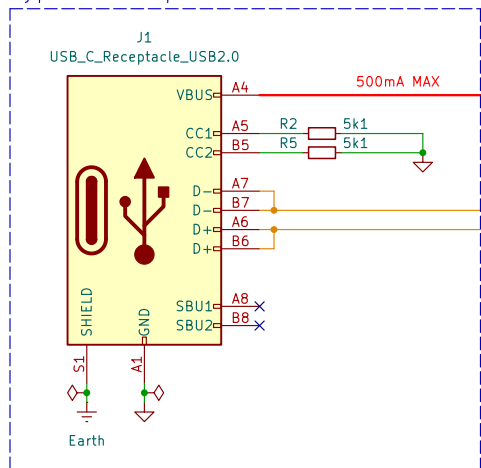 J1
USB_C_Receptacle_USB2.0
VBUS A4 500mA MAX
CC1 A5 R2 5k1
CC2 B5 R5 5k1
D- A7
D- B7
D+ A6
D+ B6
SBU1 A8
SBU2 B8
SHIELD
GND
S1
A1
Earth